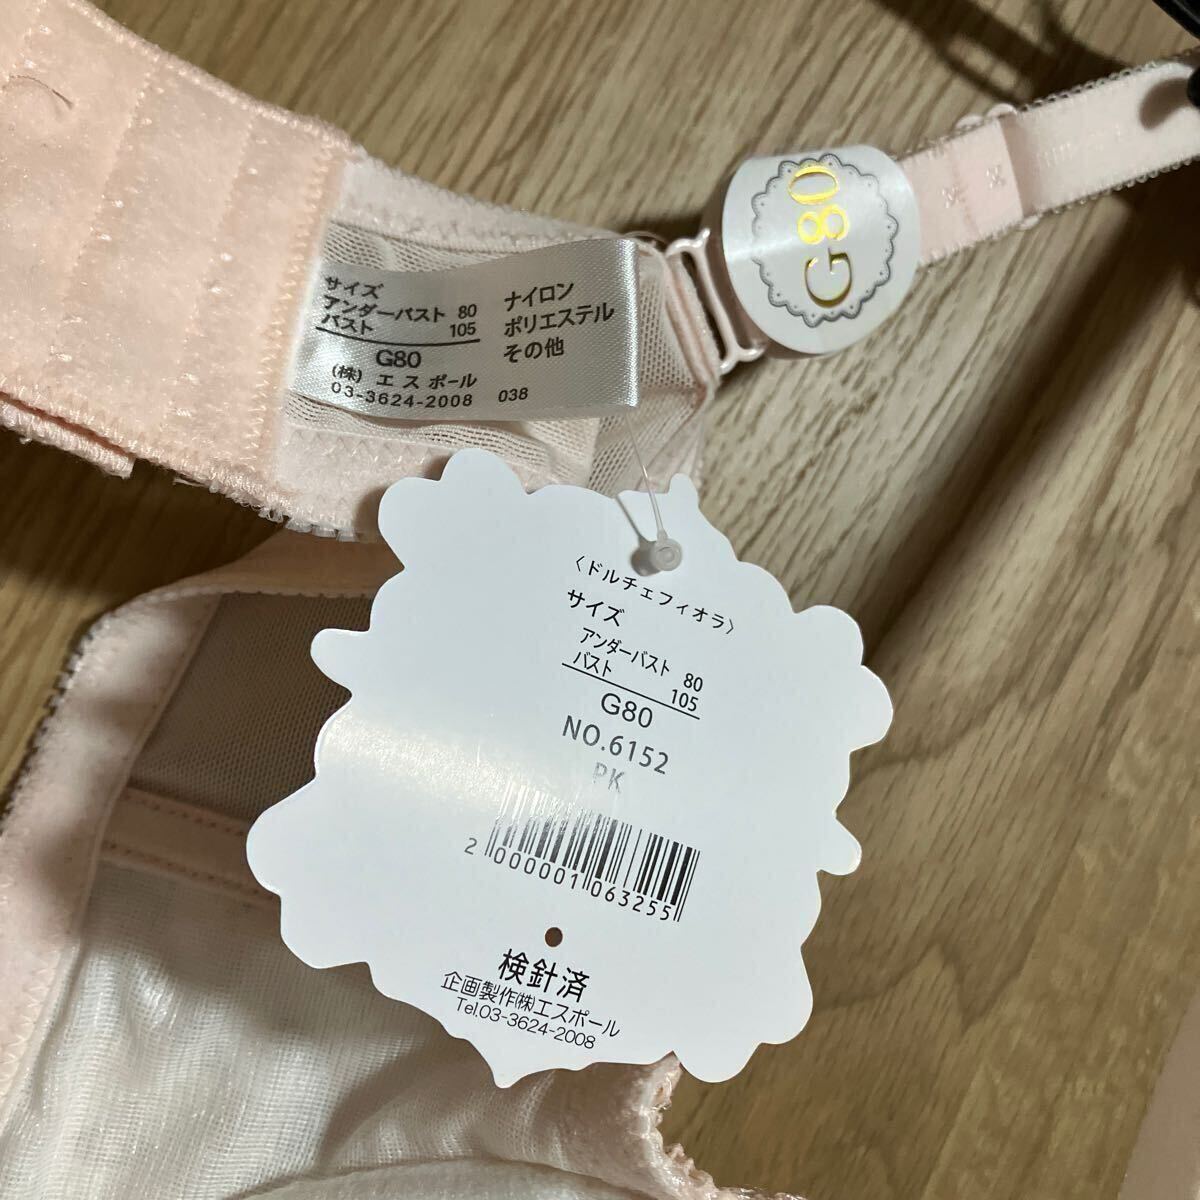 サイズ
アンダーバスト 80
バスト 105
G80
(株) エスポール
03-3624-2008 038
ナイロン
ポリエステル
その他
G80
〈ドルチェフィオラ〉
サイズ
アンダーバスト 80
バスト 105
G80
NO.6152
PK
2 000001 063255
検針済
企画製作㈱エスポール
Tel.03-3624-2008